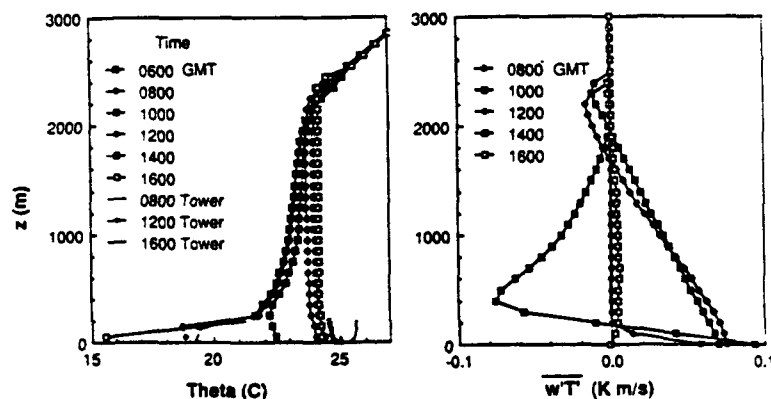 3000
Time
0600 GMT
0800
1000
1200
1400
1600
0800 Tower
1200 Tower
1600 Tower
2000
1000
0
z (m)
15
20
25
Theta (C)
3000
0800 GMT
1000
1200
1400
1600
2000
1000
0
-0.1
0.0
0.1
w'T' (K m/s)